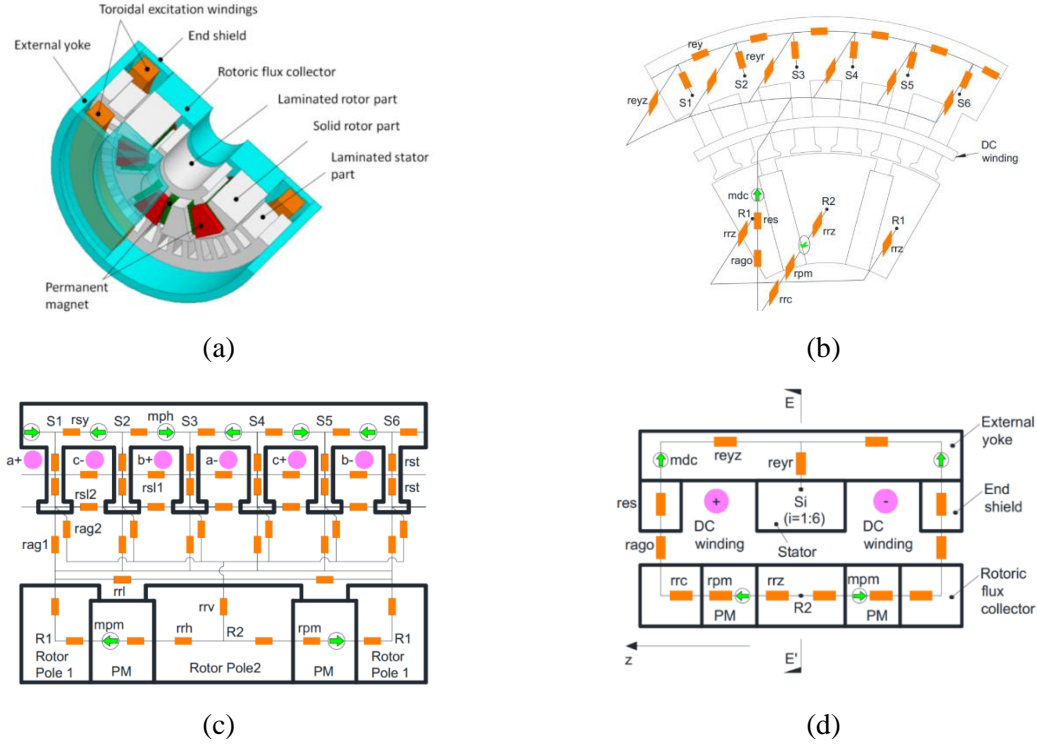 Toroidal excitation windings
External yoke
End shield
Rotoric flux collector
Laminated rotor part
Solid rotor part
Laminated stator
part
Permanent
magnet
(a)
rey
reyr
reyz
S1
S2
S3
S4
S5
S6
DC
winding
mdc
R1
res
R2
rrz
rrz
R1
rrz
rago
rpm
rrc
(b)
S1
rsy
S2
mph
S3
S4
S5
S6
a+
c-
b+
a-
c+
b-
rst
rsl2
rsl1
rst
rag2
rag1
rrl
rrv
mpm
rrh
rpm
R1
R2
R1
Rotor
Pole 1
PM
Rotor Pole2
PM
Rotor
Pole 1
(c)
E
External
yoke
mdc
reyz
reyr
res
Si
(i=1:6)
+
-
DC
winding
DC
winding
End
shield
Stator
rago
rrc
rpm
rrz
mpm
PM
R2
PM
Rotoric
flux
collector
z
E'
(d)